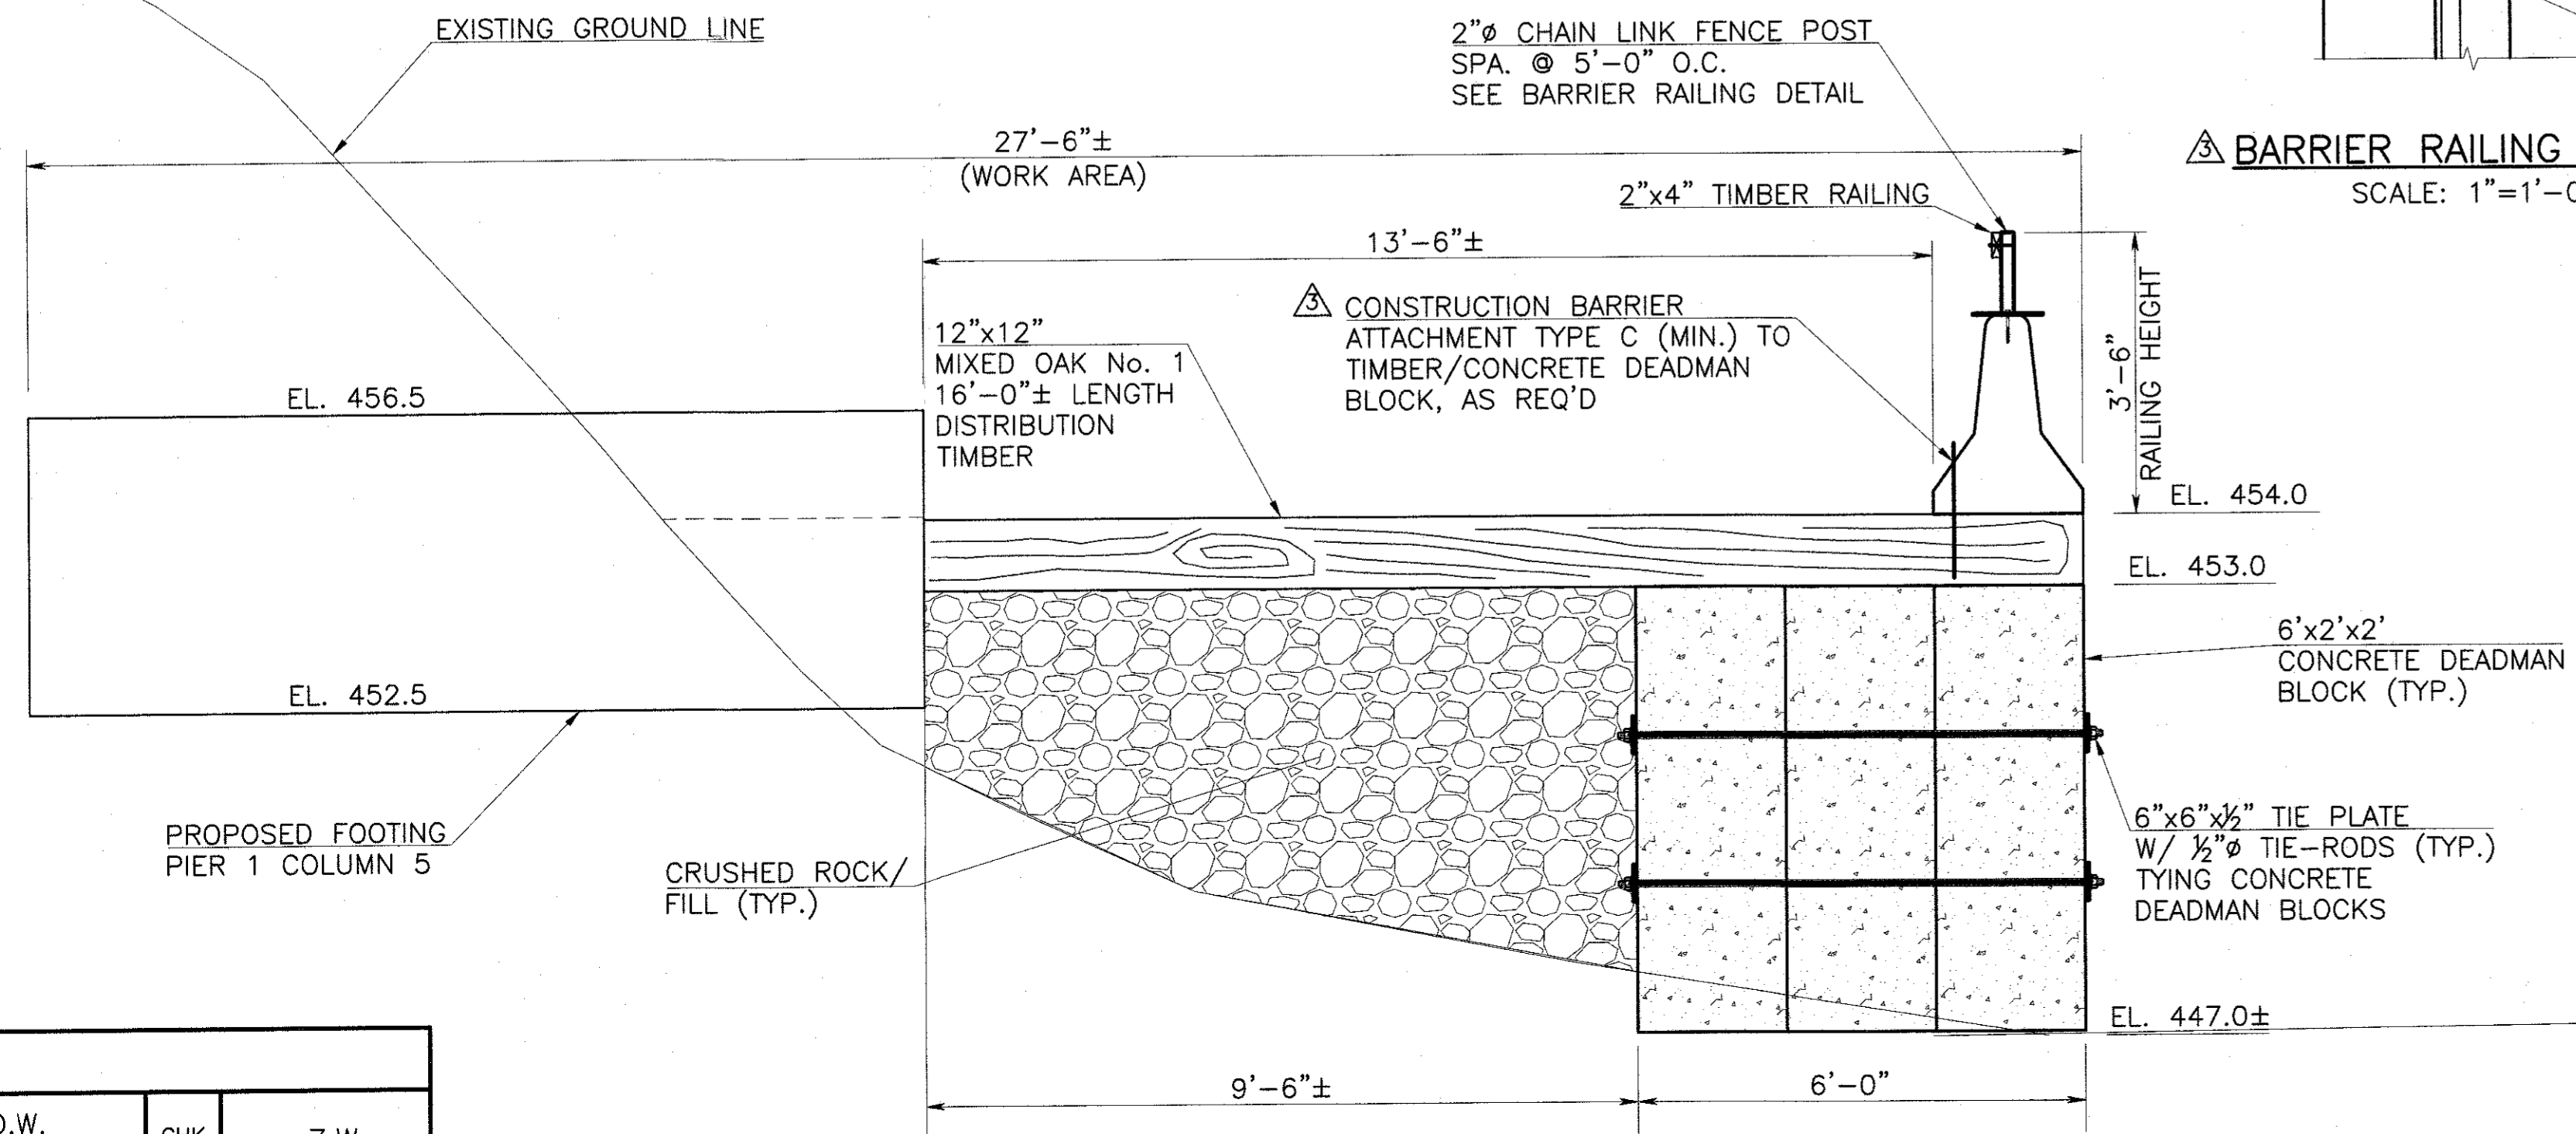 EXISTING GROUND LINE
2"ø CHAIN LINK FENCE POST
SPA. @ 5'-0" O.C.
SEE BARRIER RAILING DETAIL
27'-6"±
(WORK AREA)
3 BARRIER RAILING
SCALE: 1"=1'-0
2"x4" TIMBER RAILING
13'-6"±
3 CONSTRUCTION BARRIER
ATTACHMENT TYPE C (MIN.) TO
TIMBER/CONCRETE DEADMAN
BLOCK, AS REQ'D
12"x12"
MIXED OAK No. 1
16'-0"± LENGTH
DISTRIBUTION
TIMBER
3'-6"
RAILING HEIGHT
EL. 456.5
EL. 454.0
EL. 453.0
6'x2'x2'
CONCRETE DEADMAN
BLOCK (TYP.)
EL. 452.5
PROPOSED FOOTING
PIER 1 COLUMN 5
CRUSHED ROCK/
FILL (TYP.)
6"x6"x½" TIE PLATE
W/ ½"ø TIE-RODS (TYP.)
TYING CONCRETE
DEADMAN BLOCKS
EL. 447.0±
9'-6"±
6'-0"
.W.